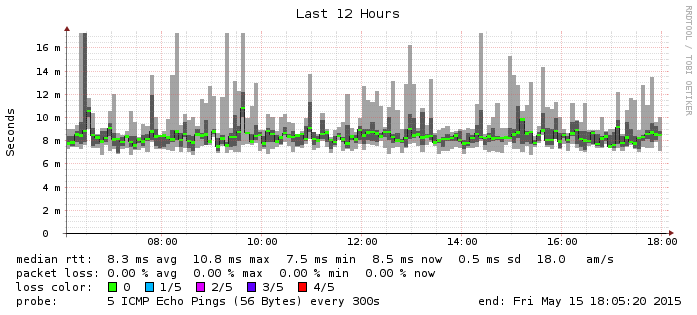 Last 12 Hours
RRDTOOL / TOBI OETIKER
Seconds
16 m
14 m
12 m
10 m
8 m
6 m
4 m
2 m
0
08:00 10:00 12:00 14:00 16:00 18:00
median rtt: 8.3 ms avg 10.8 ms max 7.5 ms min 8.5 ms now 0.5 ms sd 18.0 am/s
packet loss: 0.00 % avg 0.00 % max 0.00 % min 0.00 % now
loss color: 0 1/5 2/5 3/5 4/5
probe: 5 ICMP Echo Pings (56 Bytes) every 300s end: Fri May 15 18:05:20 2015